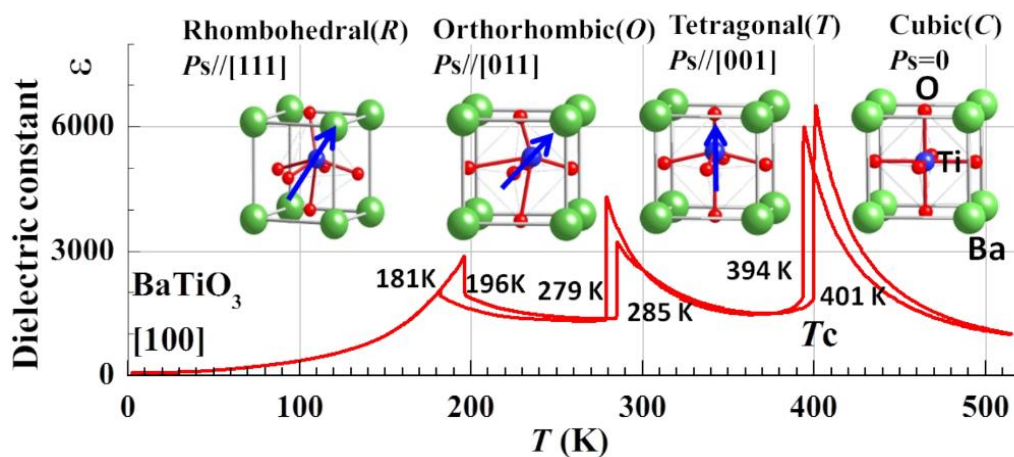 Rhombohedral(R) Orthorhombic(O) Tetragonal(T) Cubic(C)
Ps//[111] Ps//[011] Ps//[001] Ps=0
Dielectric constant ε
6000
3000
0
O
Ti
Ba
BaTiO₃
[100]
181K 196K 279 K 285 K 394 K 401 K
Tc
0 100 200 300 400 500
T (K)